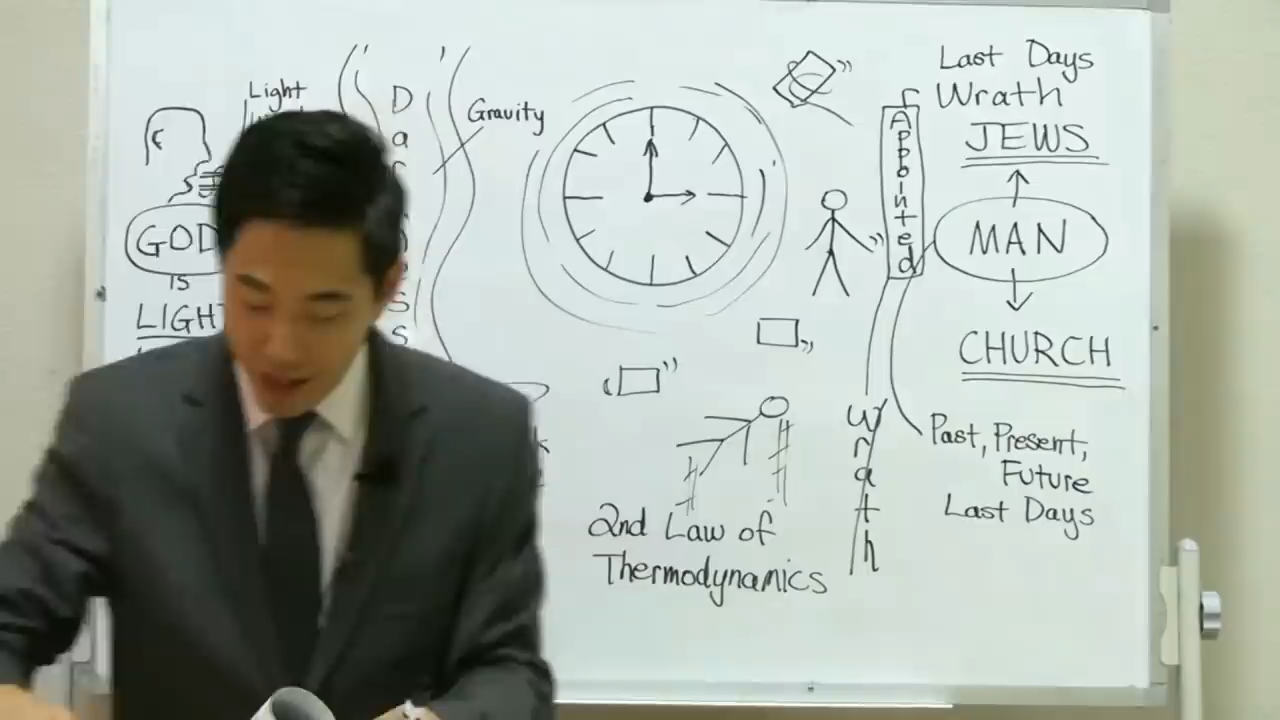 Light
GOD
IS
Gravity
2nd Law of
Thermodynamics
Appointed
Wrath
Last Days
Wrath
JEWS
MAN
CHURCH
Past, Present,
Future
Last Days